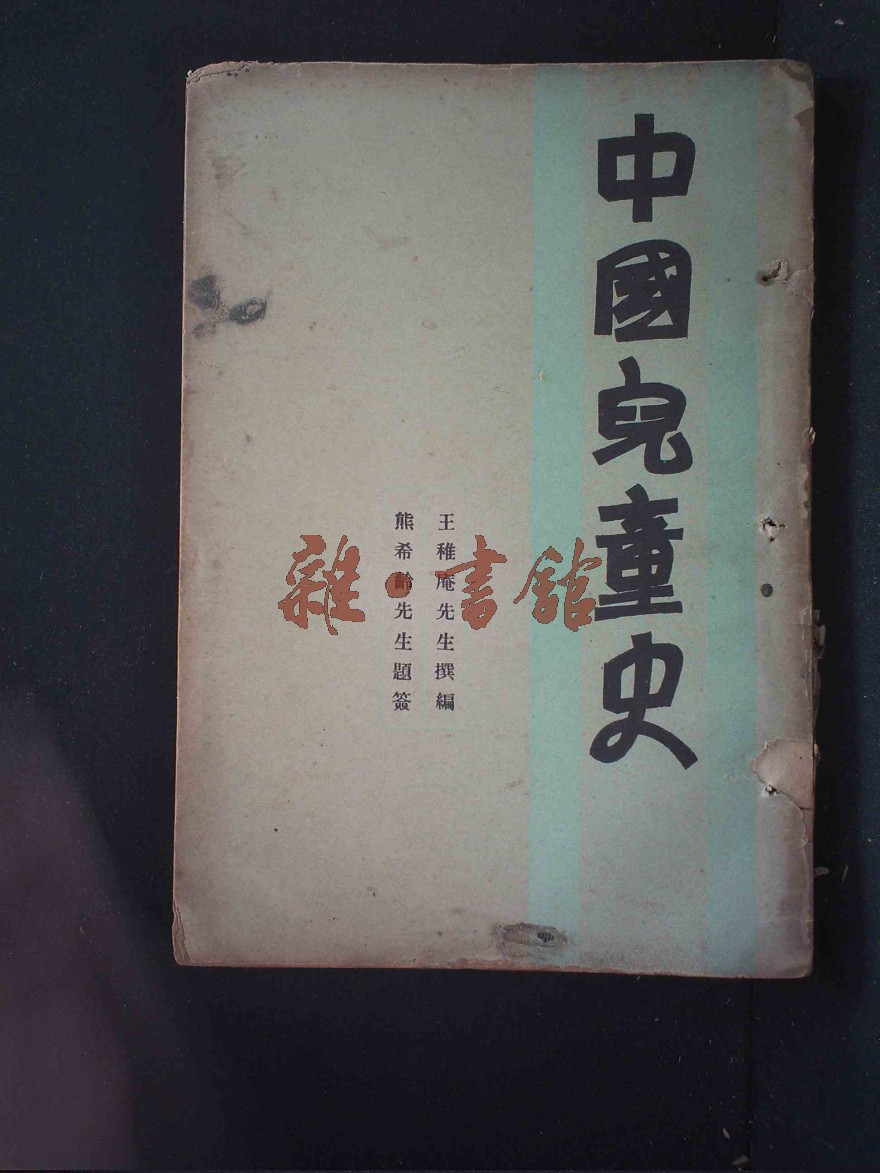 中國兒童史
王稚庵先生撰編
熊希齡先生題簽
雜·書館